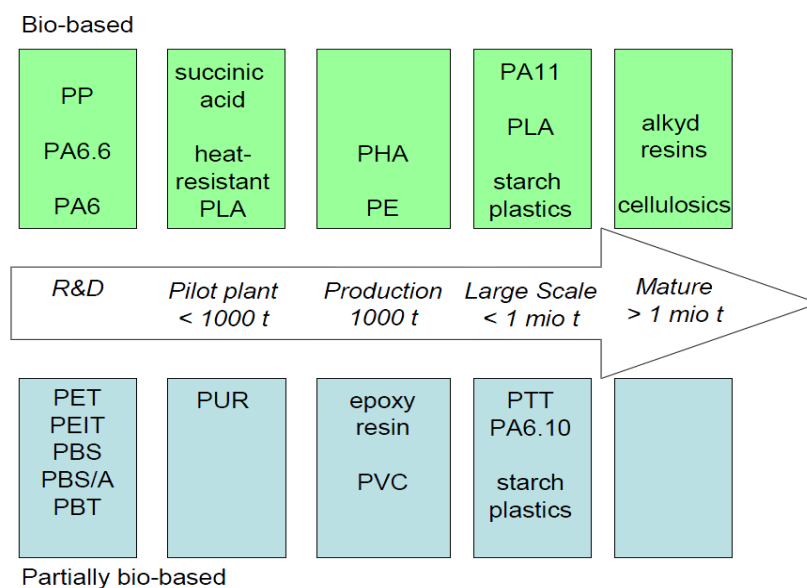 Bio-based
PP
PA6.6
PA6
succinic
acid
heat-
resistant
PLA
PHA
PE
PA11
PLA
starch
plastics
alkyd
resins
cellulosics
R&D
Pilot plant
< 1000 t
Production
1000 t
Large Scale
< 1 mio t
Mature
> 1 mio t
PET
PEIT
PBS
PBS/A
PBT
PUR
epoxy
resin
PVC
PTT
PA6.10
starch
plastics
Partially bio-based